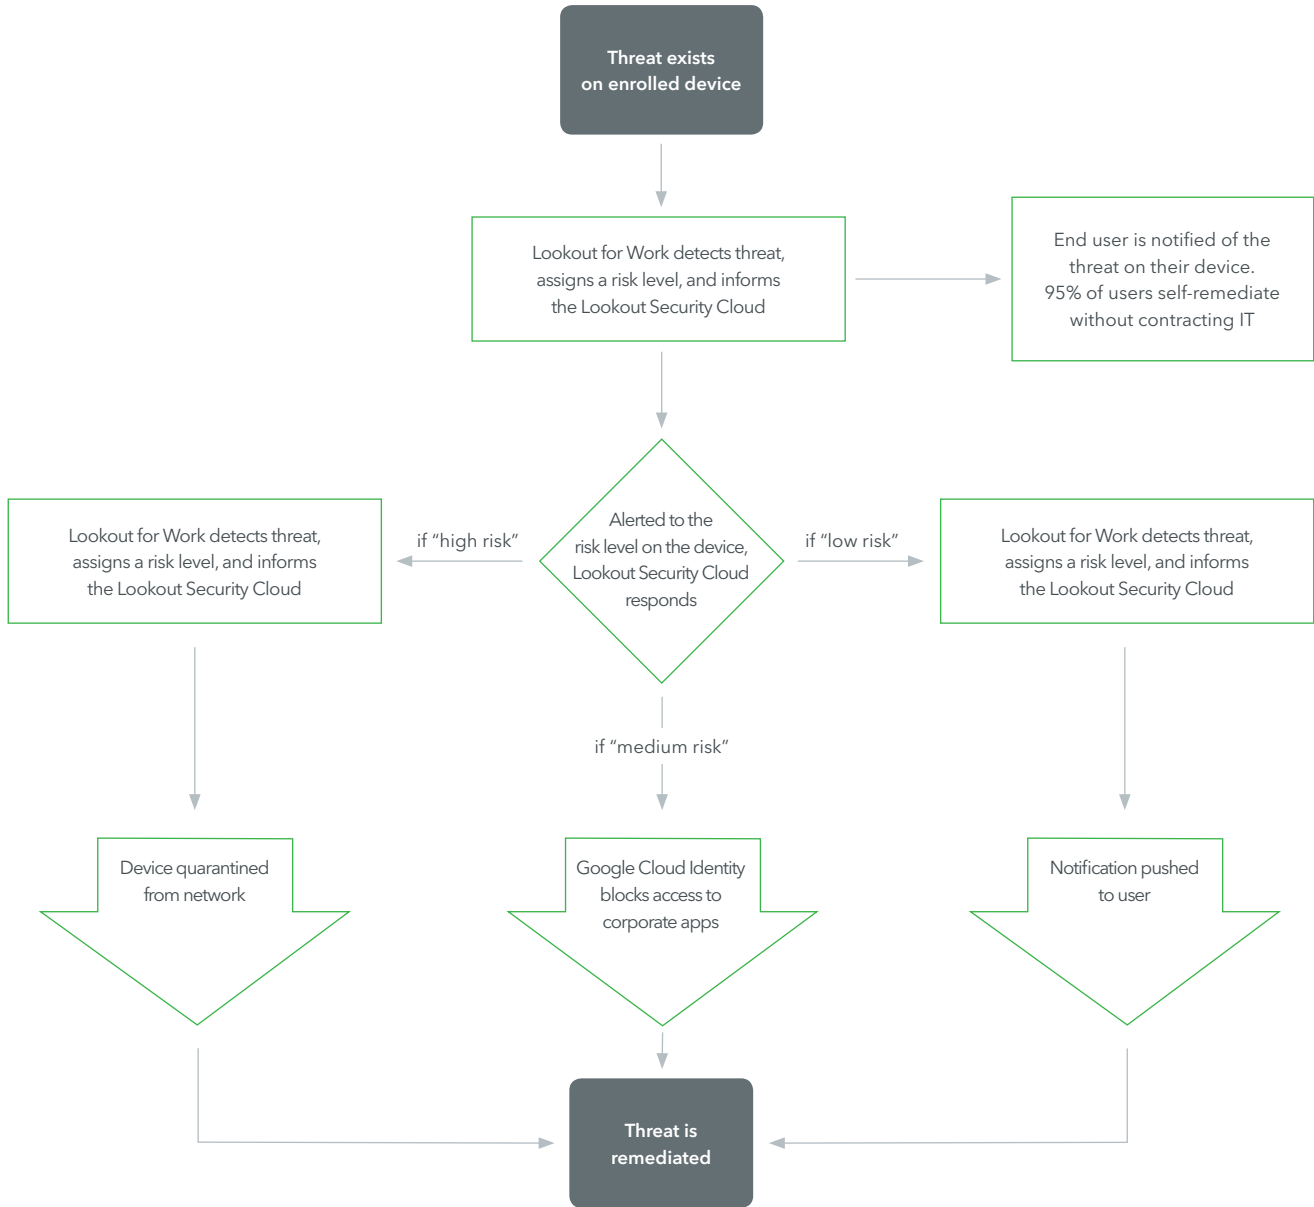 Threat exists
on enrolled device
Lookout for Work detects threat,
assigns a risk level, and informs
the Lookout Security Cloud
End user is notified of the
threat on their device.
95% of users self-remediate
without contracting IT
Lookout for Work detects threat,
assigns a risk level, and informs
the Lookout Security Cloud
if “high risk”
Alerted to the
risk level on the device,
Lookout Security Cloud
responds
if “low risk”
Lookout for Work detects threat,
assigns a risk level, and informs
the Lookout Security Cloud
if “medium risk”
Device quarantined
from network
Google Cloud Identity
blocks access to
corporate apps
Notification pushed
to user
Threat is
remediated